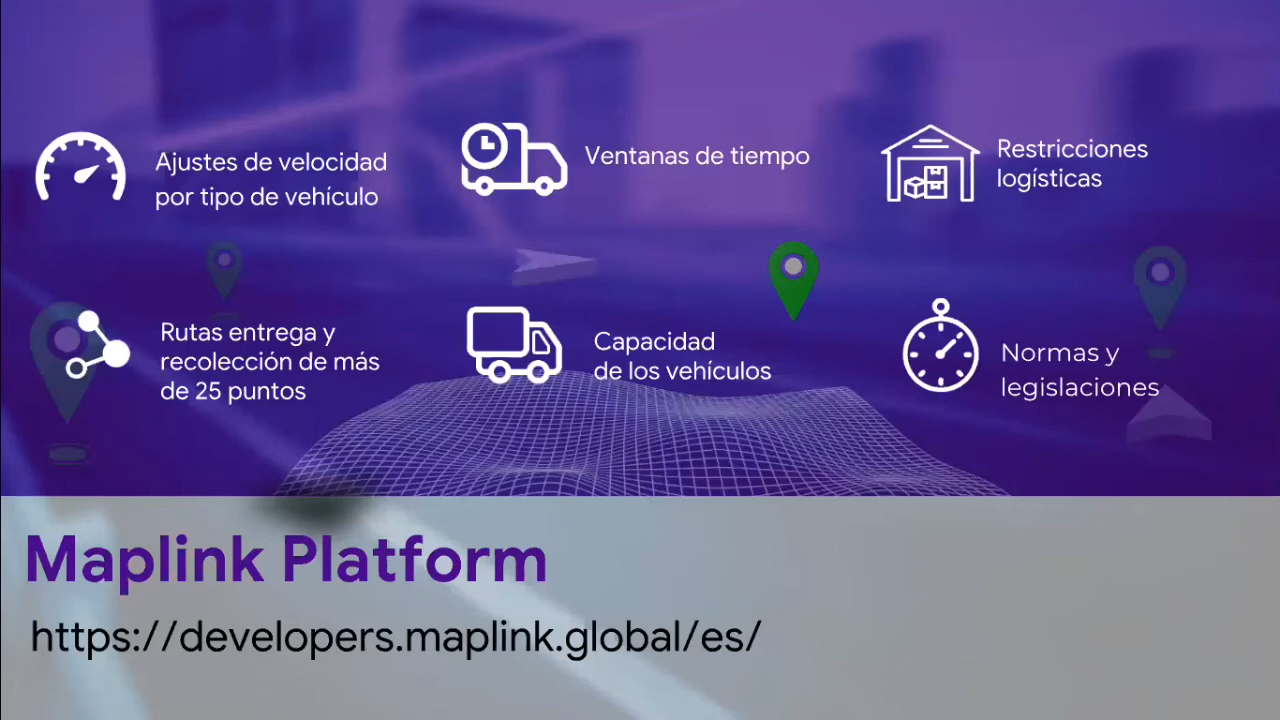 Ajustes de velocidad
por tipo de vehículo
Ventanas de tiempo
Restricciones
logísticas
Rutas entrega y
recolección de más
de 25 puntos
Capacidad
de los vehículos
Normas y
legislaciones
Maplink Platform
https://developers.maplink.global/es/